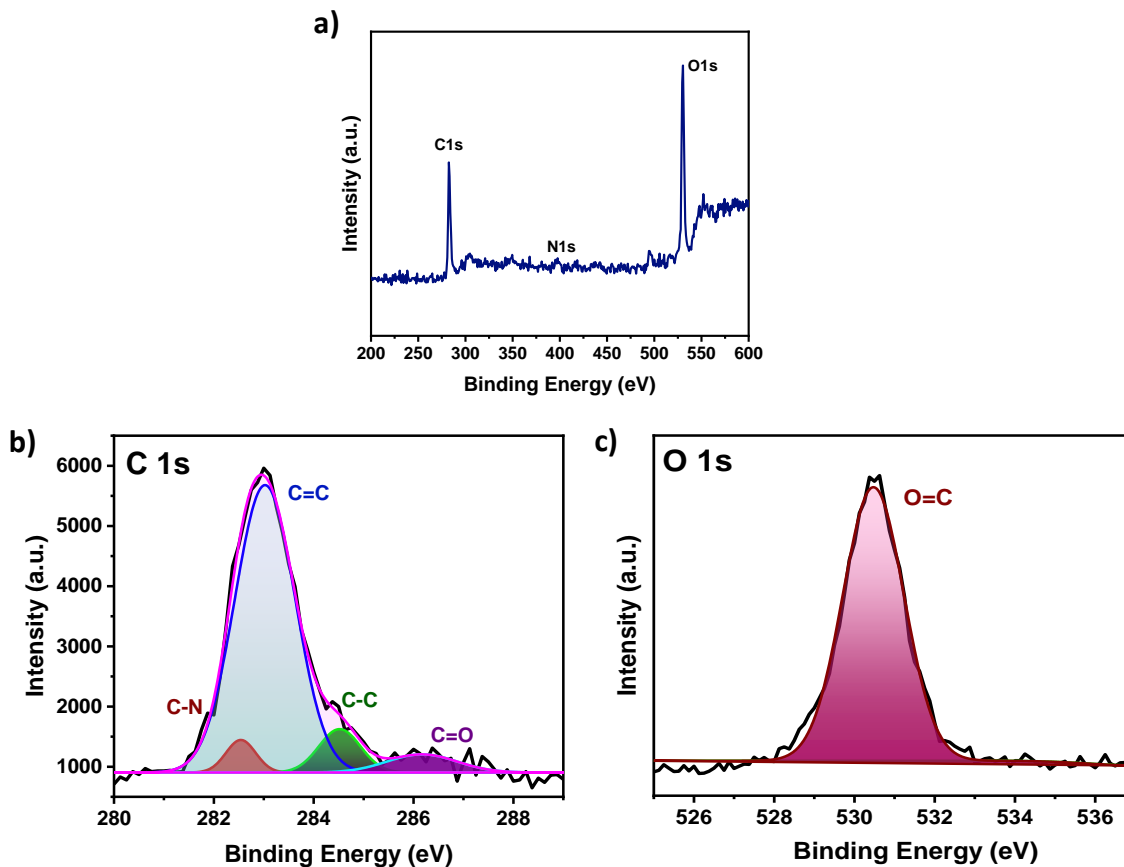 a)
O1s
C1s
N1s
Intensity (a.u.)
200 250 300 350 400 450 500 550 600
Binding Energy (eV)
b)
C 1s
C=C
C-N
C-C
C=O
6000
5000
4000
3000
2000
1000
Intensity (a.u.)
280 282 284 286 288
Binding Energy (eV)
c)
O 1s
O=C
Intensity (a.u.)
526 528 530 532 534 536
Binding Energy (eV)